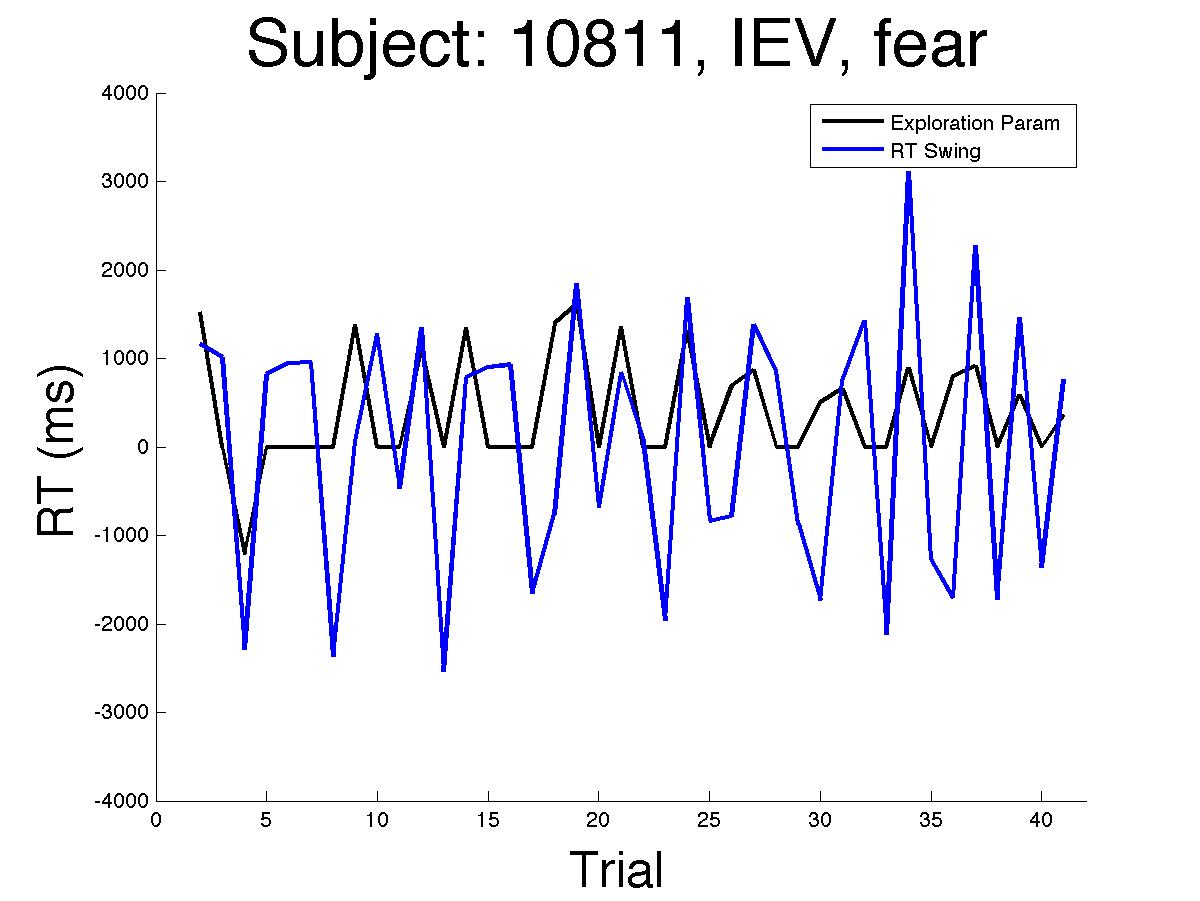 Subject: 10811, IEV, fear
4000
3000
2000
1000
0
-1000
-2000
-3000
-4000
RT (ms)
Exploration Param
RT Swing
0 5 10 15 20 25 30 35 40
Trial